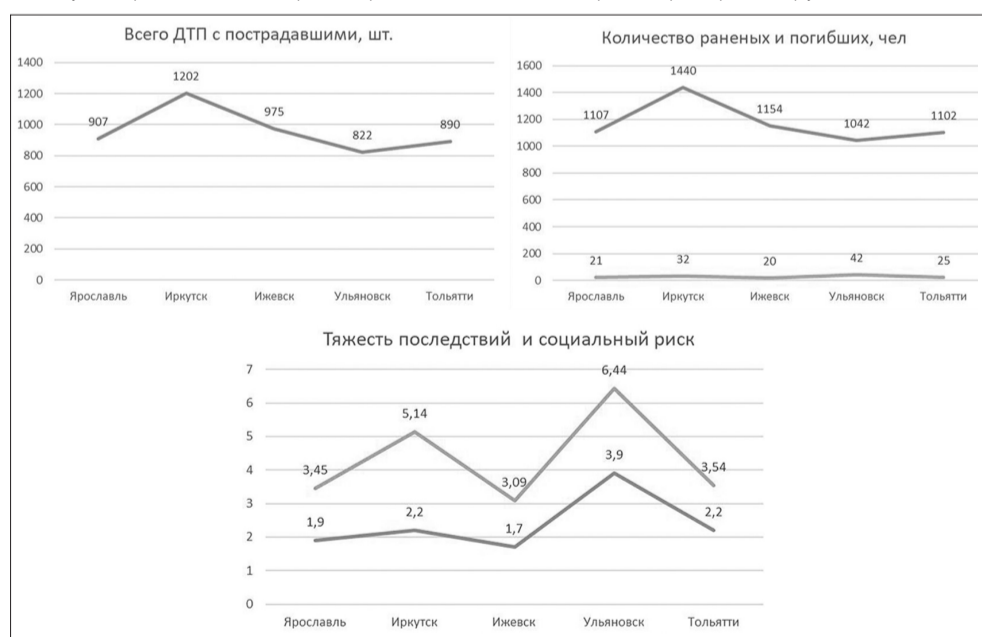 Всего ДТП с пострадавшими, шт.
1400
1200
1000
800
600
400
200
0
907
1202
975
822
890
Ярославль
Иркутск
Ижевск
Ульяновск
Тольятти
Количество раненых и погибших, чел
1600
1400
1200
1000
800
600
400
200
0
1107
1440
1154
1042
1102
21
32
20
42
25
Ярославль
Иркутск
Ижевск
Ульяновск
Тольятти
Тяжесть последствий и социальный риск
7
6
5
4
3
2
1
0
3,45
5,14
3,09
6,44
3,54
1,9
2,2
1,7
3,9
2,2
Ярославль
Иркутск
Ижевск
Ульяновск
Тольятти